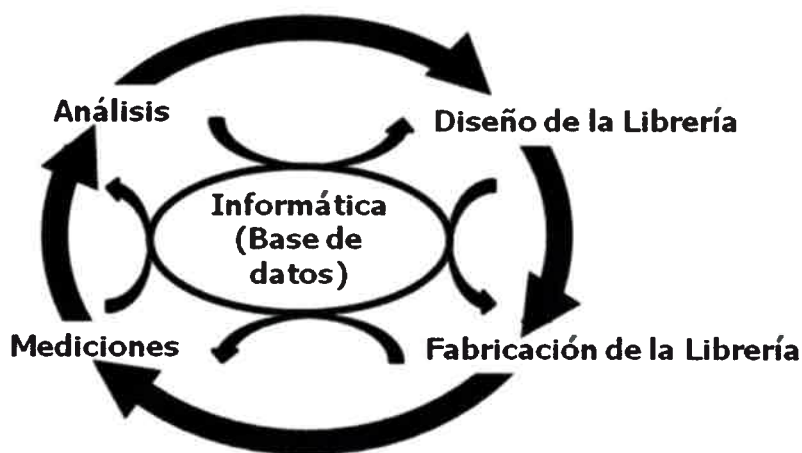 Análisis
Diseño de la Librería
Informática
(Base de
datos)
Mediciones
Fabricación de la Librería